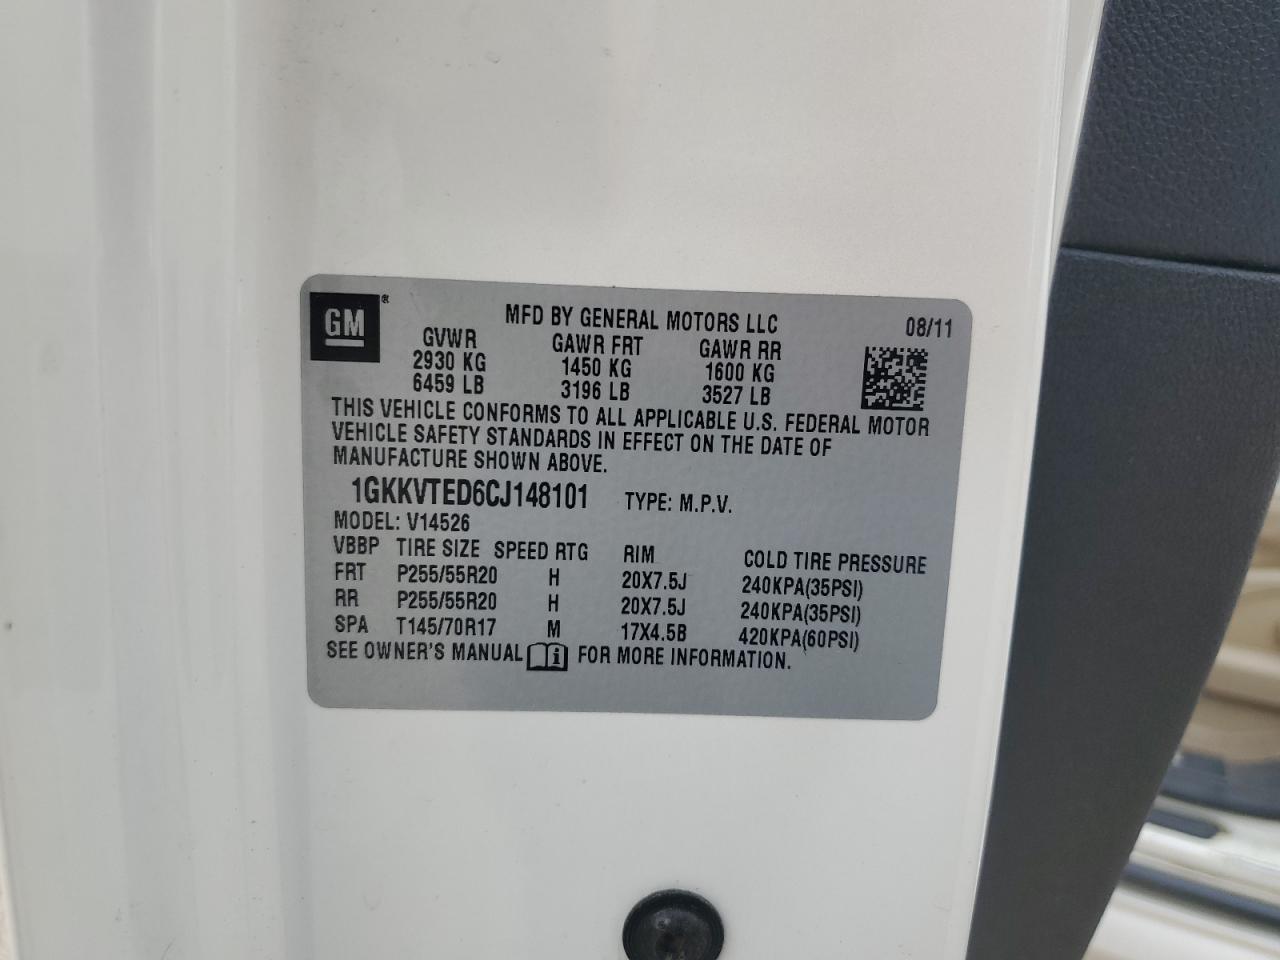 GM®
MFD BY GENERAL MOTORS LLC 08/11
GVWR GAWR FRT GAWR RR
2930 KG 1450 KG 1600 KG
6459 LB 3196 LB 3527 LB
THIS VEHICLE CONFORMS TO ALL APPLICABLE U.S. FEDERAL MOTOR
VEHICLE SAFETY STANDARDS IN EFFECT ON THE DATE OF
MANUFACTURE SHOWN ABOVE.
1GKKVTED6CJ148101 TYPE: M.P.V.
MODEL: V14526
VBBP TIRE SIZE SPEED RTG RIM COLD TIRE PRESSURE
FRT P255/55R20 H 20X7.5J 240KPA(35PSI)
RR P255/55R20 H 20X7.5J 240KPA(35PSI)
SPA T145/70R17 M 17X4.5B 420KPA(60PSI)
SEE OWNER'S MANUAL i FOR MORE INFORMATION.